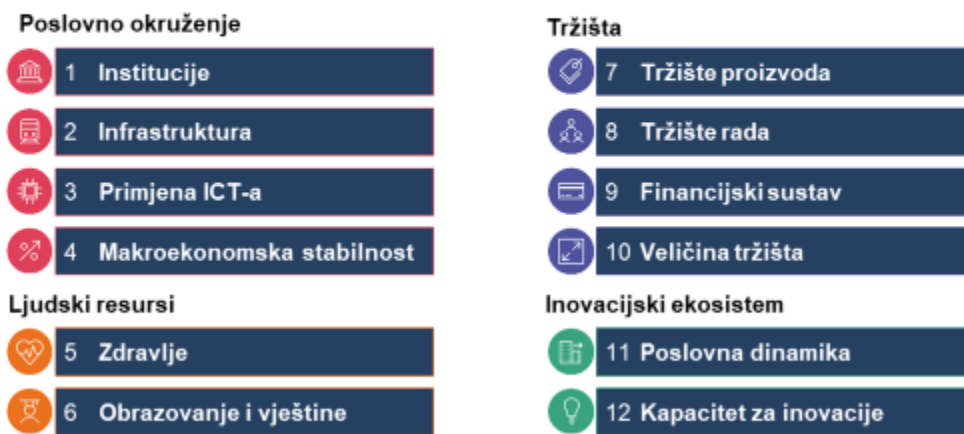 Poslovno okruženje
1 Institucije
2 Infrastruktura
3 Primjena ICT-a
4 Makroekonomska stabilnost
Ljudski resursi
5 Zdravlje
6 Obrazovanje i vještine
Tržišta
7 Tržište proizvoda
8 Tržište rada
9 Financijski sustav
10 Veličina tržišta
Inovacijski ekosistem
11 Poslovna dinamika
12 Kapacitet za inovacije